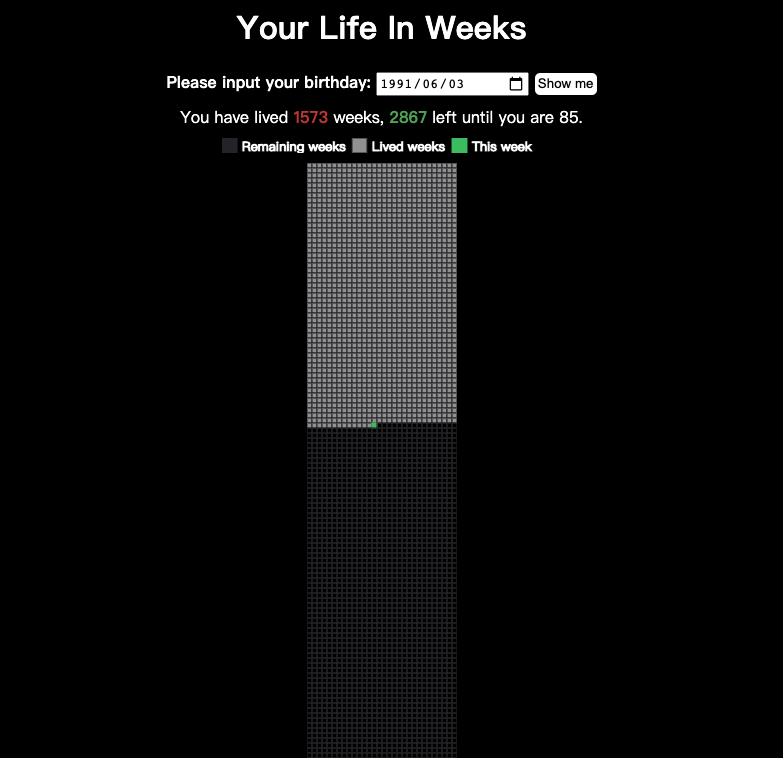 Your Life In Weeks
Please input your birthday: 1991/06/03 Show me
You have lived 1573 weeks, 2867 left until you are 85.
Remaining weeks Lived weeks This week